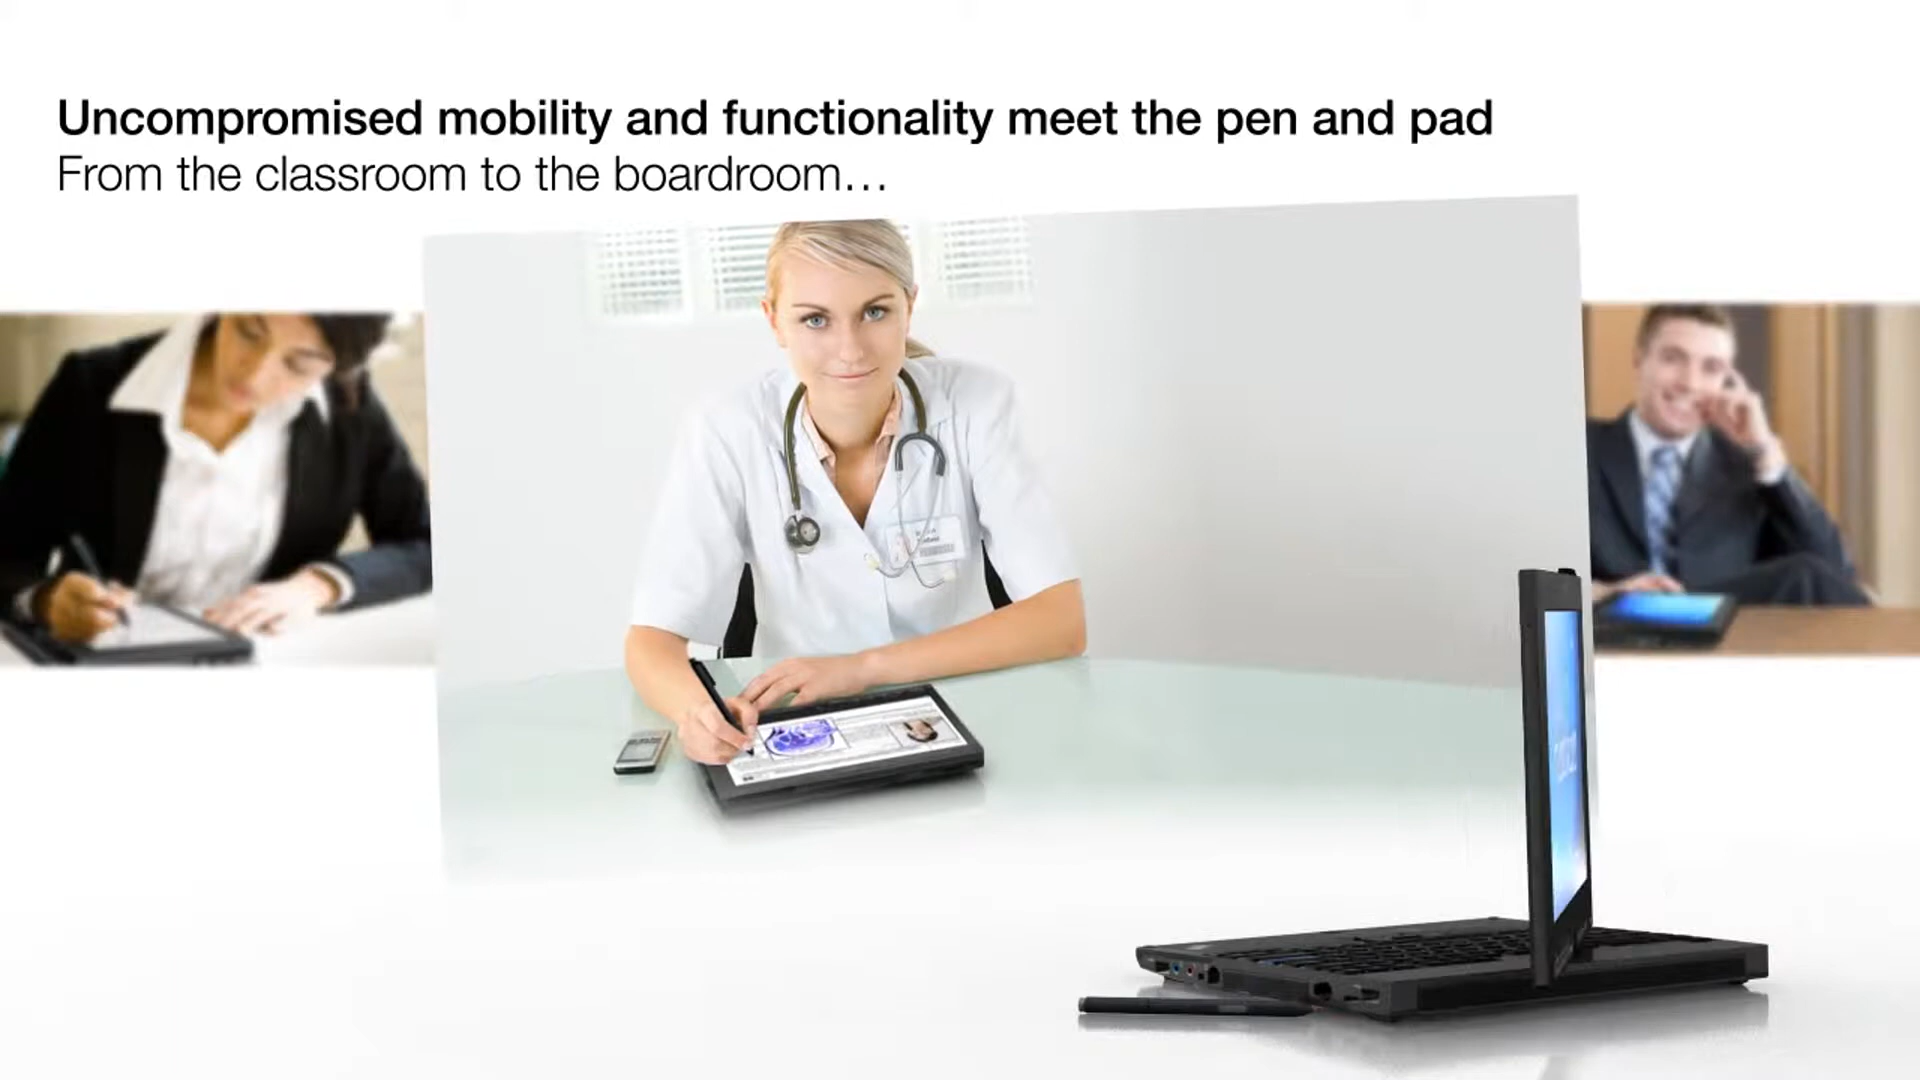 Uncompromised mobility and functionality meet the pen and pad
From the classroom to the boardroom…